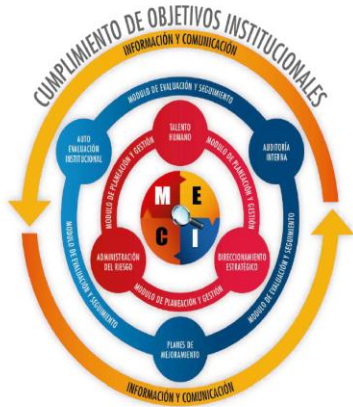 CUMPLIMIENTO DE OBJETIVOS INSTITUCIONALES
INFORMACIÓN Y COMUNICACIÓN
MODULO DE EVALUACIÓN Y SEGUIMIENTO
AUTO
EVALUACIÓN
INSTITUCIONAL
TALENTO
HUMANO
AUDITORÍA
INTERNA
MODULO DE PLANEACIÓN Y GESTIÓN
MODULO DE PLANEACIÓN Y GESTIÓN
M E
C I
ADMINISTRACIÓN
DEL RIESGO
DIRECCIONAMIENTO
ESTRATÉGICO
MODULO DE PLANEACIÓN Y GESTIÓN
MODULO DE EVALUACIÓN Y SEGUIMIENTO
MODULO DE EVALUACIÓN Y SEGUIMIENTO
PLANES DE
MEJORAMIENTO
INFORMACIÓN Y COMUNICACIÓN